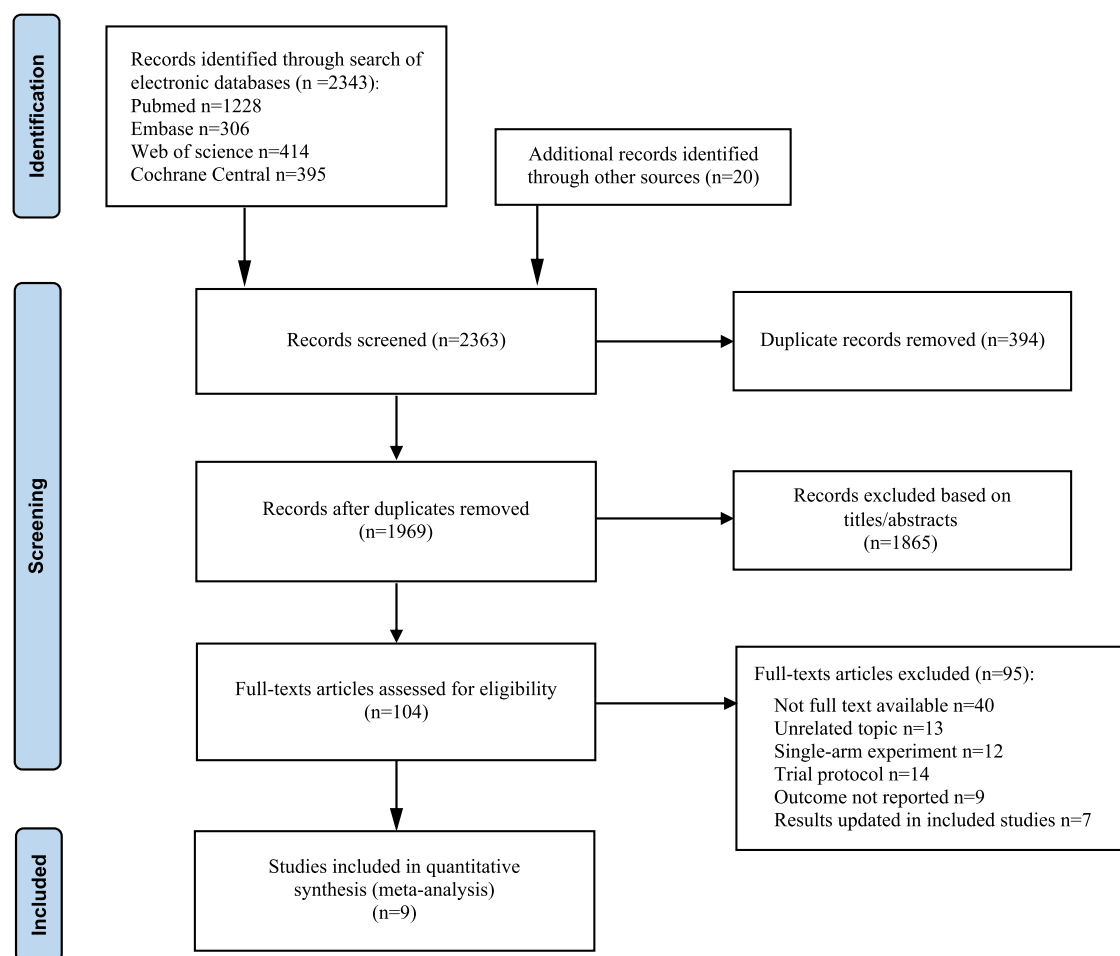 Identification
Records identified through search of
electronic databases (n =2343):
Pubmed n=1228
Embase n=306
Web of science n=414
Cochrane Central n=395
Additional records identified
through other sources (n=20)
Screening
Records screened (n=2363)
Duplicate records removed (n=394)
Records after duplicates removed
(n=1969)
Records excluded based on
titles/abstracts
(n=1865)
Full-texts articles assessed for eligibility
(n=104)
Full-texts articles excluded (n=95):
Not full text available n=40
Unrelated topic n=13
Single-arm experiment n=12
Trial protocol n=14
Outcome not reported n=9
Results updated in included studies n=7
Included
Studies included in quantitative
synthesis (meta-analysis)
(n=9)